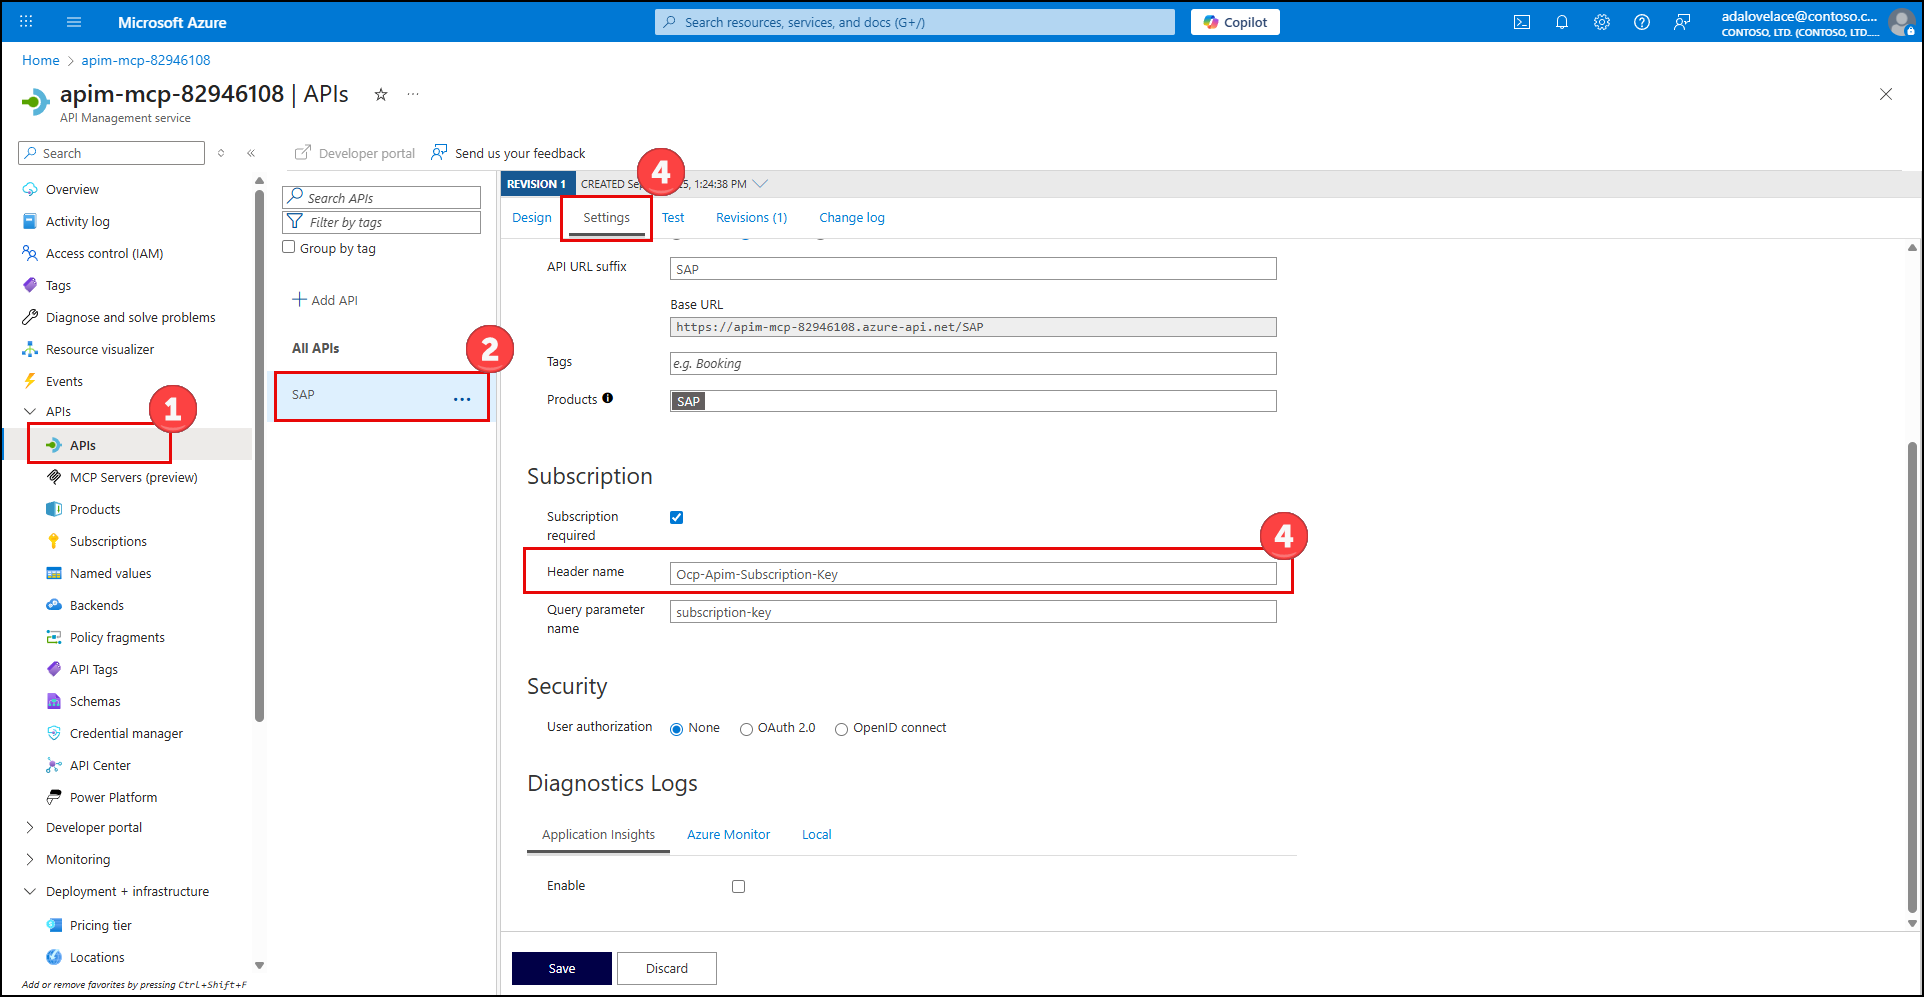 Microsoft Azure
Search resources, services, and docs (G+/)
Copilot
adalovelace@contoso.c...
CONTOSO, LTD. (CONTOSO, LTD....
Home > apim-mcp-82946108
apim-mcp-82946108 | APIs
API Management service
Search
Developer portal
Send us your feedback
Overview
Activity log
Access control (IAM)
Tags
Diagnose and solve problems
Resource visualizer
Events
APIs
1
APIs
MCP Servers (preview)
Products
Subscriptions
Named values
Backends
Policy fragments
API Tags
Schemas
Credential manager
API Center
Power Platform
Developer portal
Monitoring
Deployment + infrastructure
Pricing tier
Locations
Add or remove favorites by pressing Ctrl+Shift+F
Search APIs
Filter by tags
Group by tag
+ Add API
All APIs
2
SAP
REVISION 1
CREATED Sep 5, 1:24:38 PM
4
Design
Settings
Test
Revisions (1)
Change log
API URL suffix
SAP
Base URL
https://apim-mcp-82946108.azure-api.net/SAP
Tags
e.g. Booking
Products
SAP
Subscription
Subscription
required
4
Header name
Ocp-Apim-Subscription-Key
Query parameter
name
subscription-key
Security
User authorization
None
OAuth 2.0
OpenID connect
Diagnostics Logs
Application Insights
Azure Monitor
Local
Enable
Save
Discard